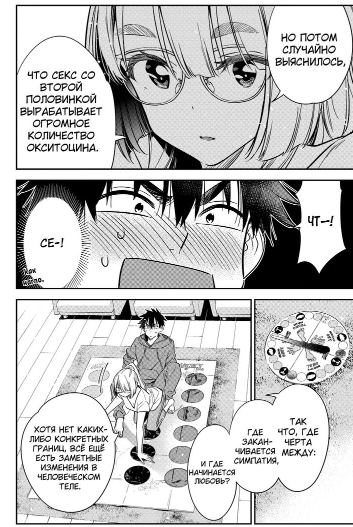 НО ПОТОМ
СЛУЧАЙНО
ВЫЯСНИЛОСЬ,
ЧТО СЕКС СО
ВТОРОЙ
ПОЛОВИНКОЙ
ВЫРАБАТЫВАЕТ
ОГРОМНОЕ
КОЛИЧЕСТВО
ОКСИТОЦИНА.
ЧТ--!
СЕ-!
ТАК
ЧТО, ГДЕ
ЧЕРТА
МЕЖДУ:
ГДЕ
ЗАКАН-
ЧИВАЕТСЯ
СИМПАТИЯ,
И ГДЕ
НАЧИНАЕТСЯ
ЛЮБОВЬ?
ХОТЯ НЕТ КАКИХ-
ЛИБО КОНКРЕТНЫХ
ГРАНИЦ, ВСЁ ЕЩЁ
ЕСТЬ ЗАМЕТНЫЕ
ИЗМЕНЕНИЯ В
ЧЕЛОВЕЧЕСКОМ
ТЕЛЕ.